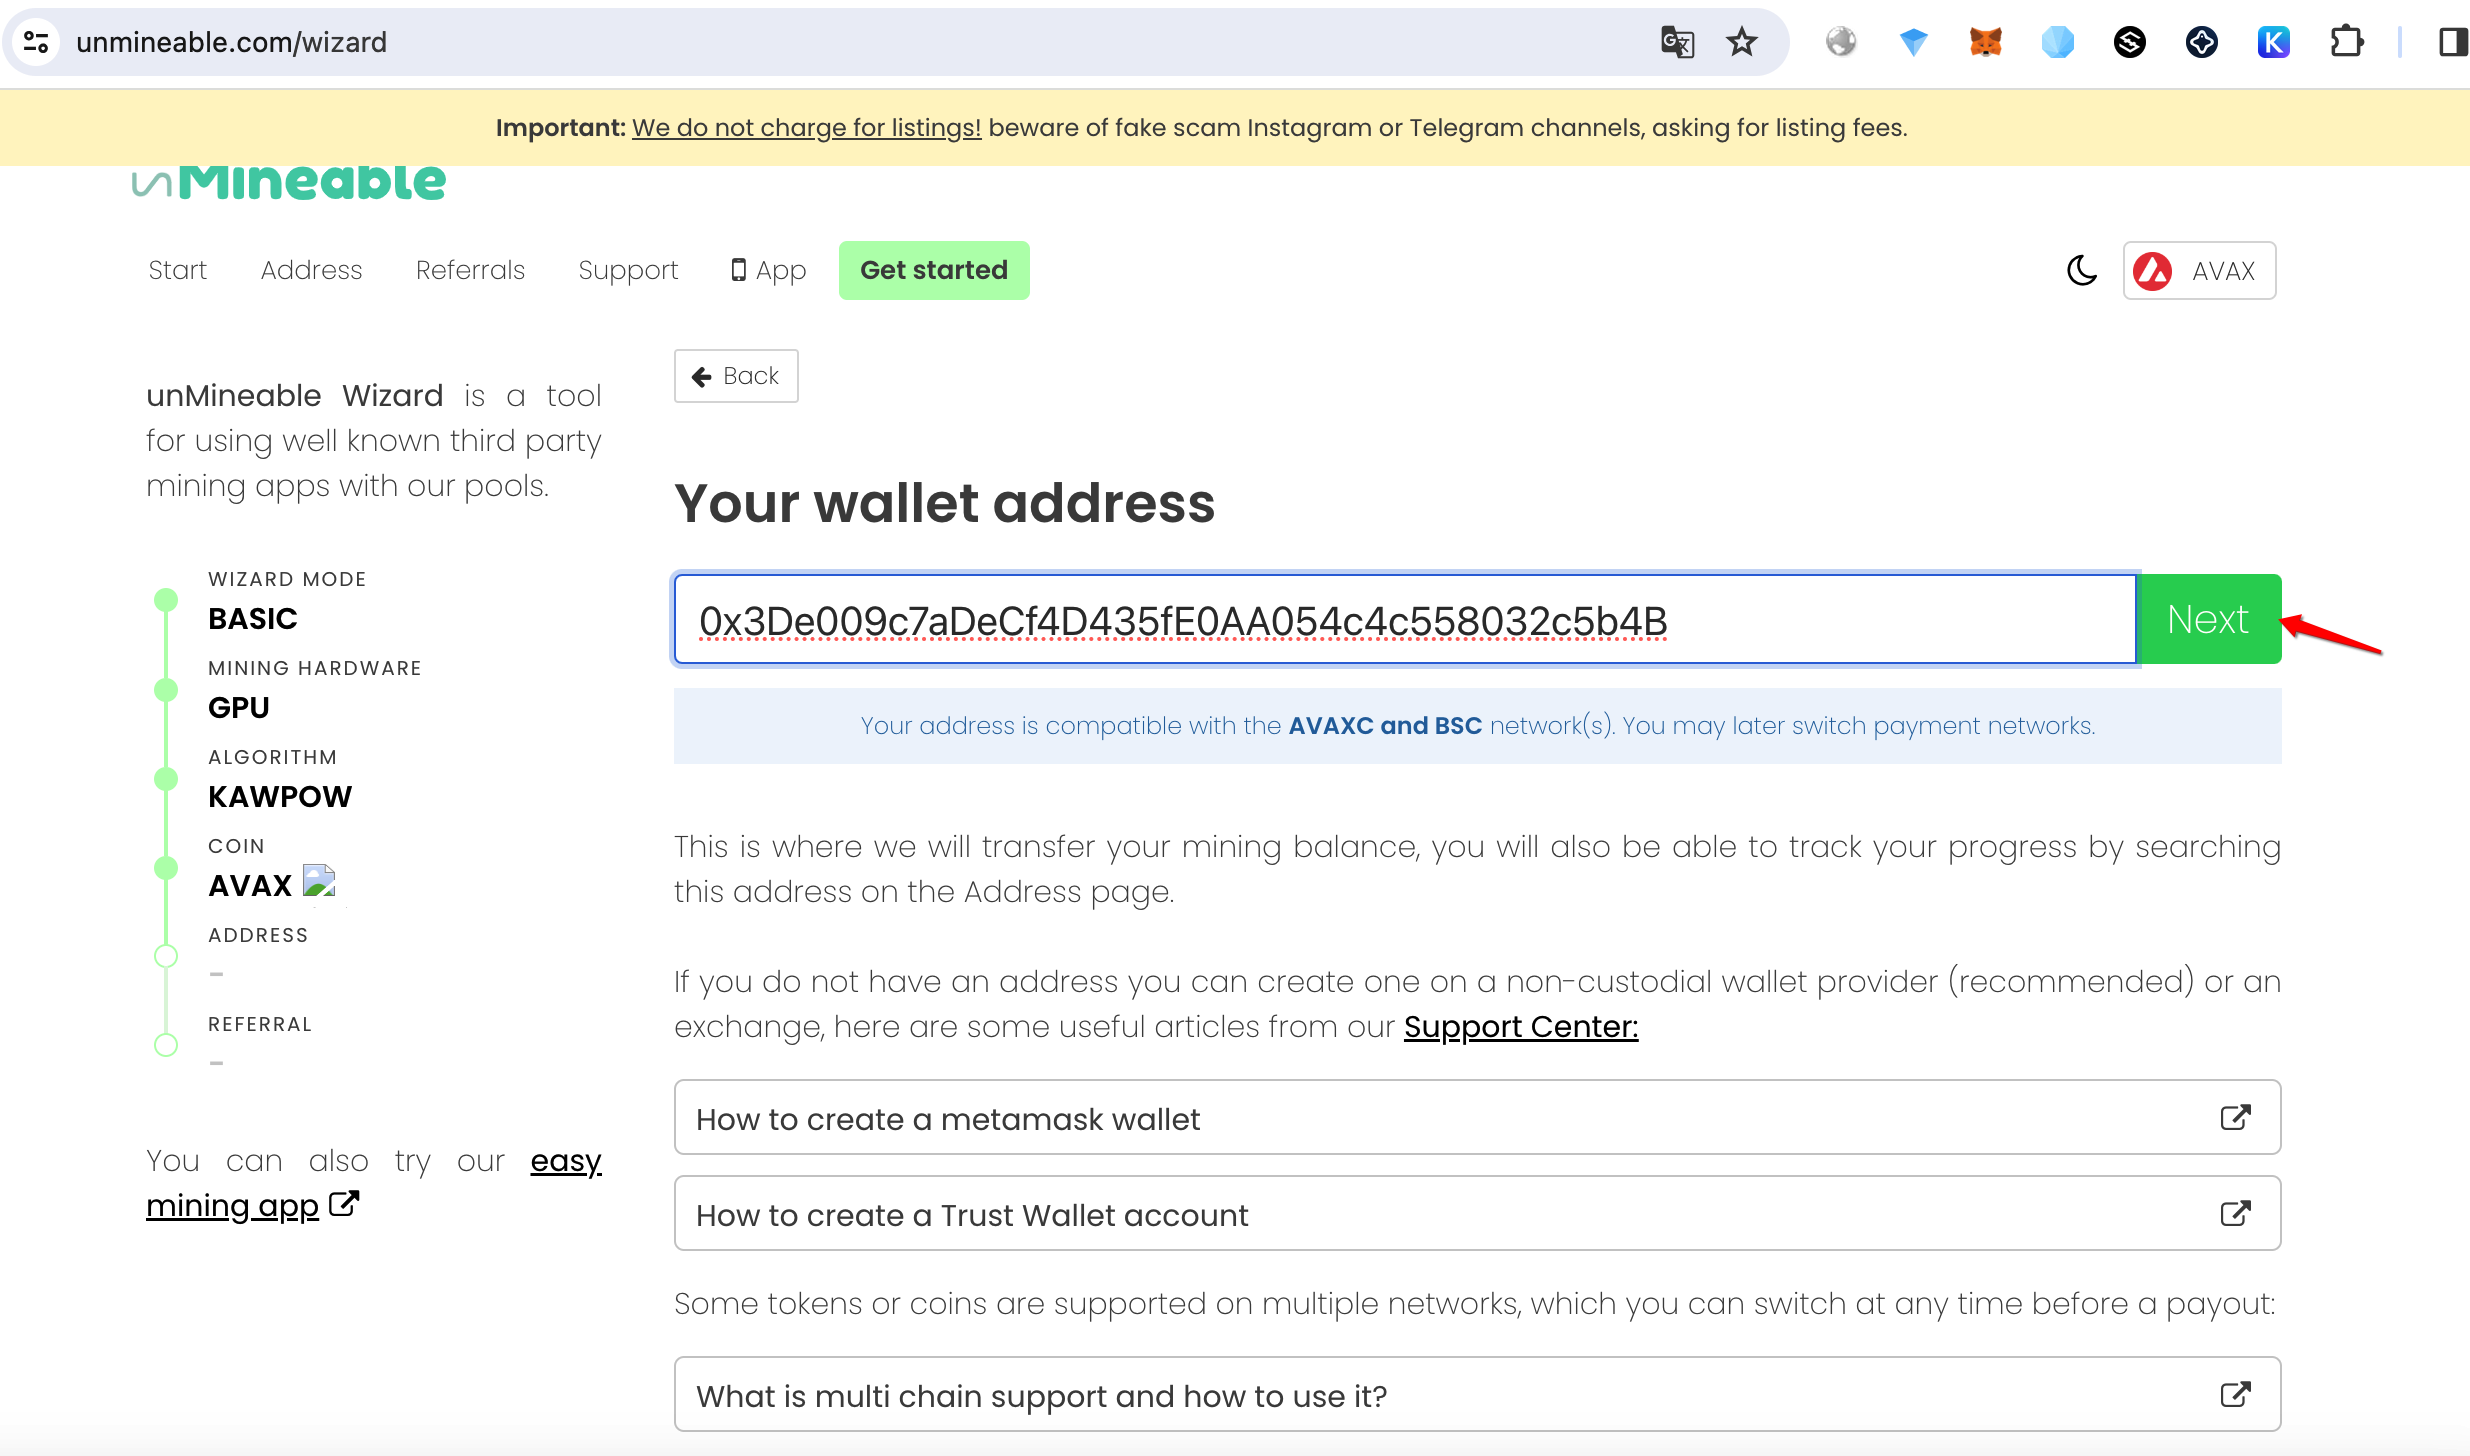 unmineable.com/wizard
Important: We do not charge for listings! beware of fake scam Instagram or Telegram channels, asking for listing fees.
unMineable
Start Address Referrals Support App Get started AVAX
Back
unMineable Wizard is a tool
for using well known third party
mining apps with our pools.
WIZARD MODE
BASIC
MINING HARDWARE
GPU
ALGORITHM
KAWPOW
COIN
AVAX
ADDRESS
-
REFERRAL
-
You can also try our easy
mining app
Your wallet address
0x3De009c7aDeCf4D435fE0AA054c4c558032c5b4B Next
Your address is compatible with the AVAXC and BSC network(s). You may later switch payment networks.
This is where we will transfer your mining balance, you will also be able to track your progress by searching
this address on the Address page.
If you do not have an address you can create one on a non-custodial wallet provider (recommended) or an
exchange, here are some useful articles from our Support Center:
How to create a metamask wallet
How to create a Trust Wallet account
Some tokens or coins are supported on multiple networks, which you can switch at any time before a payout:
What is multi chain support and how to use it?